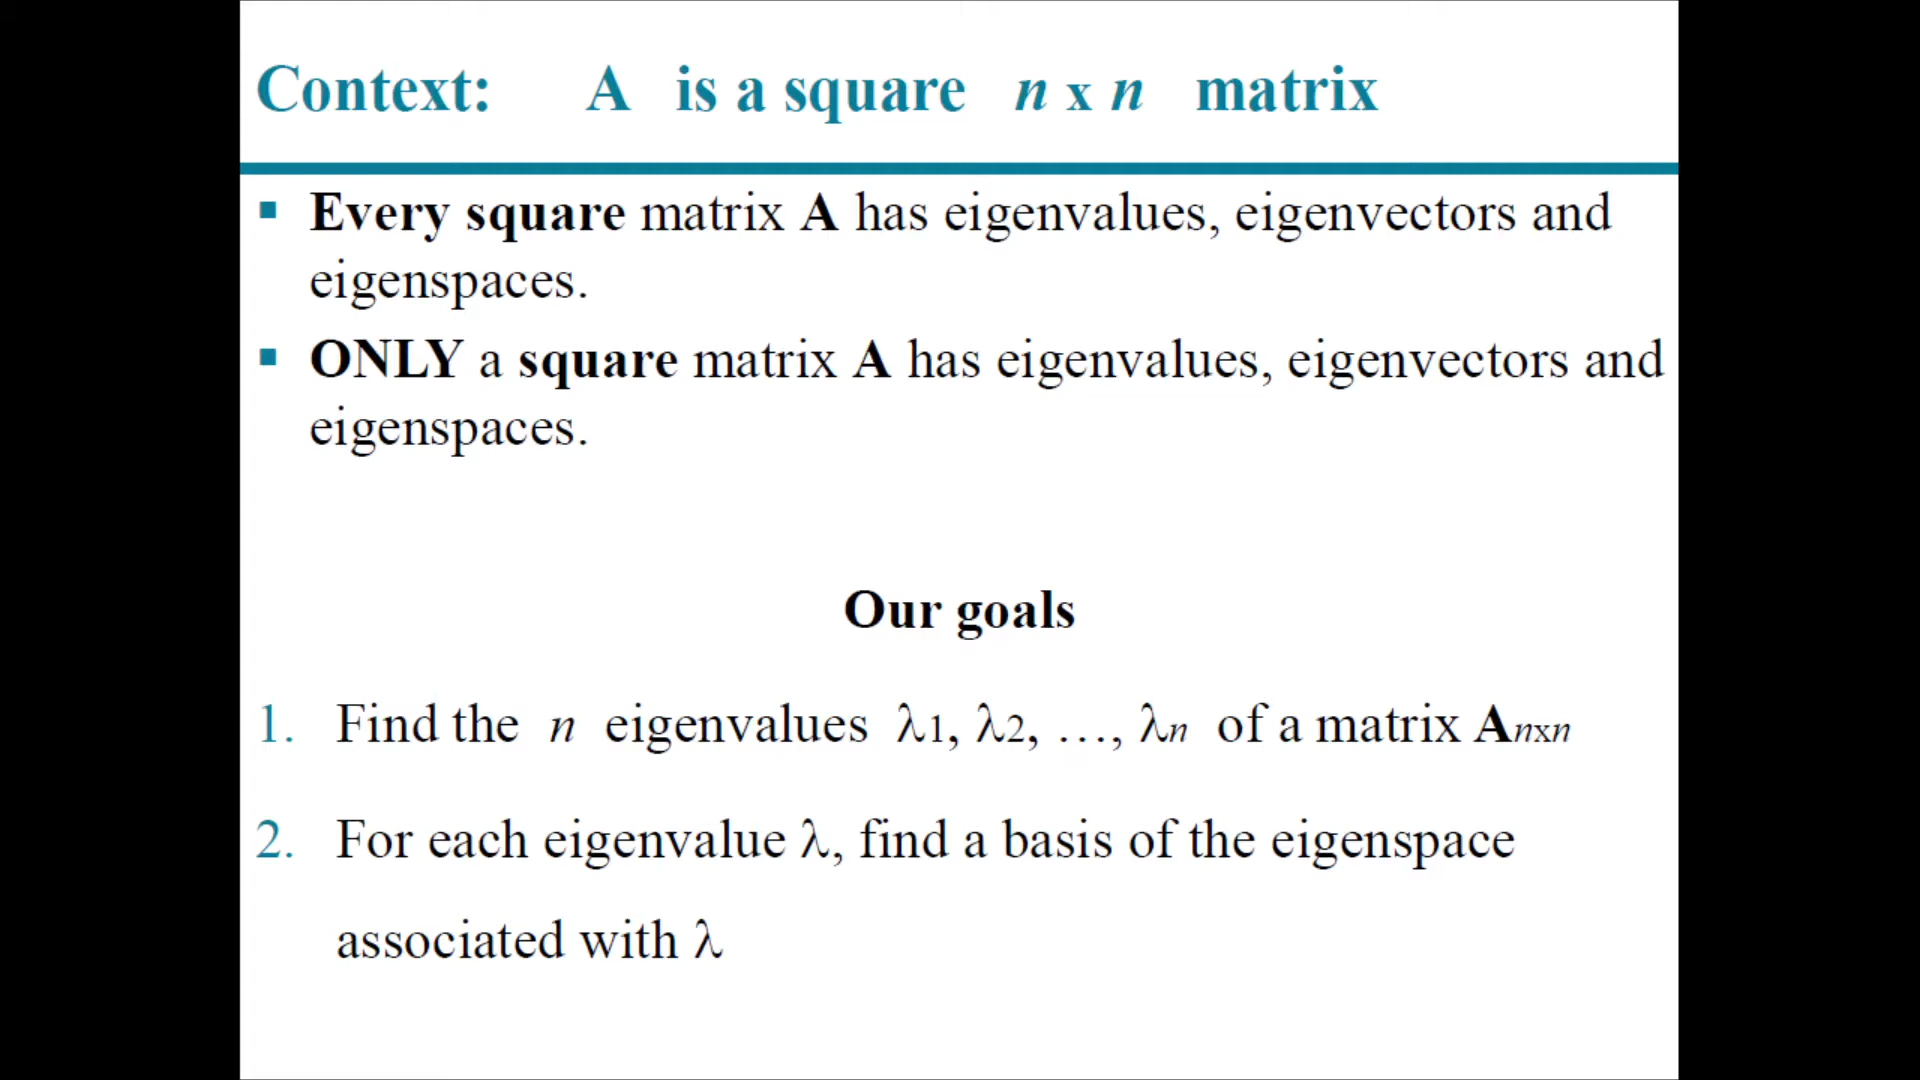 Context: A is a square n x n matrix
▪ Every square matrix A has eigenvalues, eigenvectors and
eigenspaces.
▪ ONLY a square matrix A has eigenvalues, eigenvectors and
eigenspaces.
Our goals
1. Find the n eigenvalues λ1, λ2, …, λn of a matrix Anxn
2. For each eigenvalue λ, find a basis of the eigenspace
associated with λ